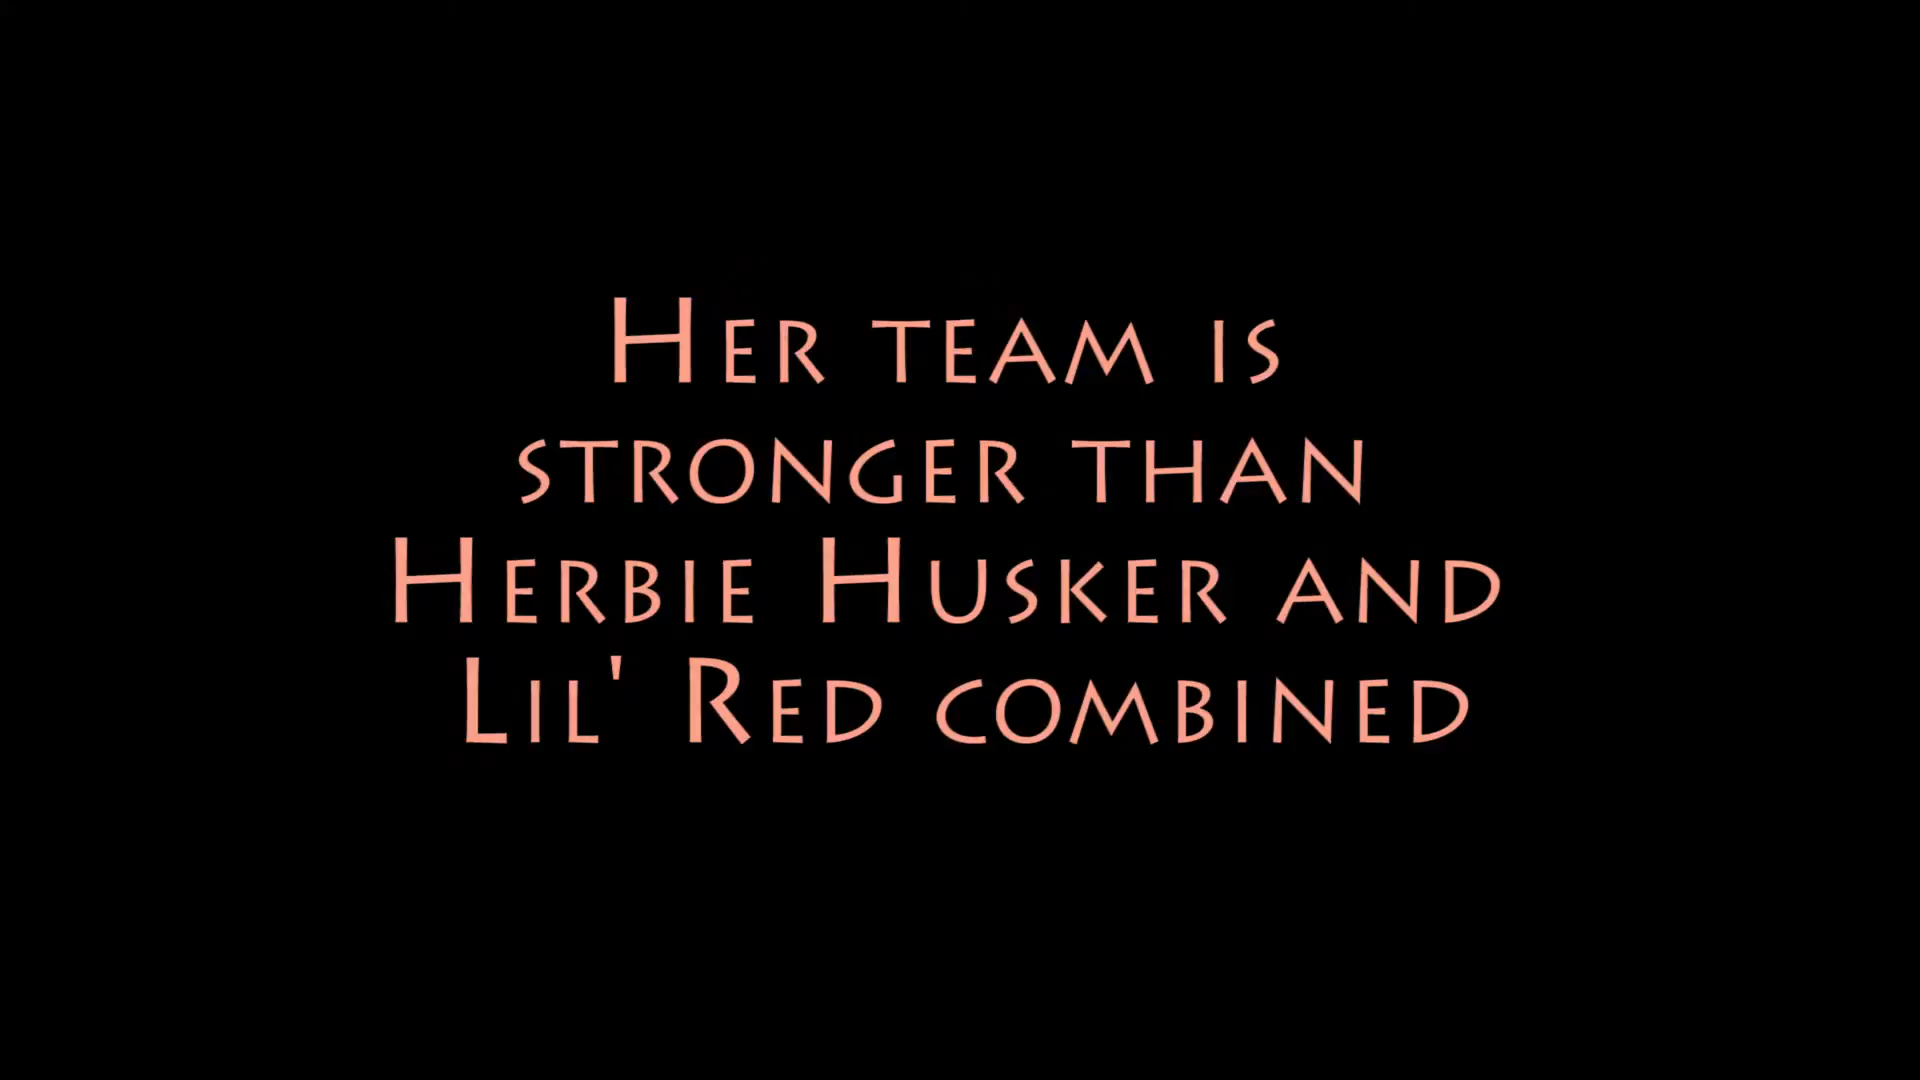 Her team is
stronger than
Herbie Husker and
Lil' Red combined